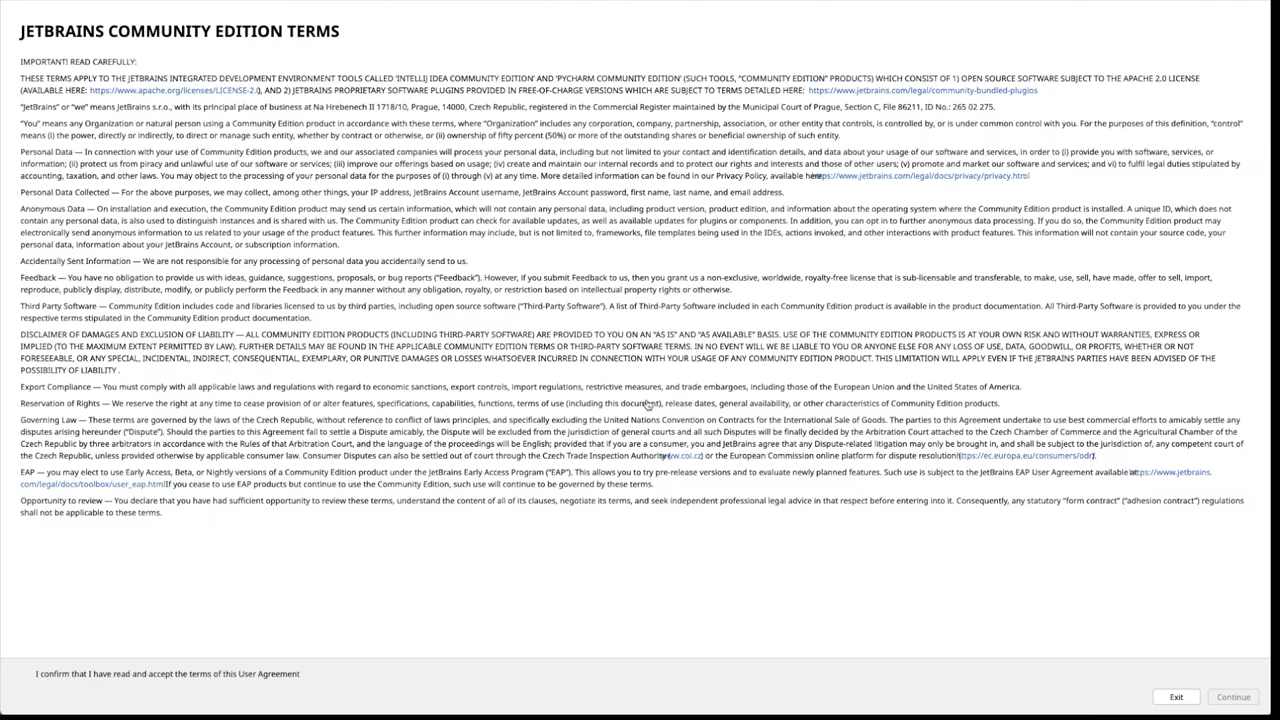 JETBRAINS COMMUNITY EDITION TERMS
IMPORTANT! READ CAREFULLY:
THESE TERMS APPLY TO THE JETBRAINS INTEGRATED DEVELOPMENT ENVIRONMENT TOOLS CALLED 'INTELLIJ IDEA COMMUNITY EDITION' AND 'PYCHARM COMMUNITY EDITION' (SUCH TOOLS, "COMMUNITY EDITION" PRODUCTS) WHICH CONSIST OF 1) OPEN SOURCE SOFTWARE SUBJECT TO THE APACHE 2.0 LICENSE
(AVAILABLE HERE: https://www.apache.org/licenses/LICENSE-2.0), AND 2) JETBRAINS PROPRIETARY SOFTWARE PLUGINS PROVIDED IN FREE-OF-CHARGE VERSIONS WHICH ARE SUBJECT TO TERMS DETAILED HERE: https://www.jetbrains.com/legal/community-bundled-plugins
"JetBrains" or "we" means JetBrains s.r.o., with its principal place of business at Na Hrebenech II 1718/10, Prague, 14000, Czech Republic, registered in the Commercial Register maintained by the Municipal Court of Prague, Section C, File 86211, ID No.: 265 02 275.
"You" means any Organization or natural person using a Community Edition product in accordance with these terms, where "Organization" includes any corporation, company, partnership, association, or other entity that controls, is controlled by, or is under common control with you. For the purposes of this definition, "control"
means (i) the power, directly or indirectly, to direct or manage such entity, whether by contract or otherwise, or (ii) ownership of fifty percent (50%) or more of the outstanding shares or beneficial ownership of such entity.
Personal Data — In connection with your use of Community Edition products, we and our associated companies will process your personal data, including but not limited to your contact and identification details, and data about your usage of our software and services, in order to (i) provide you with software, services, or
information; (ii) protect us from piracy and unlawful use of our software or services; (iii) improve our offerings based on usage; (iv) create and maintain our internal records and to protect our rights and interests and those of other users; (v) promote and market our software and services; and vi) to fulfil legal duties stipulated by
accounting, taxation, and other laws. You may object to the processing of your personal data for the purposes of (i) through (v) at any time. More detailed information can be found in our Privacy Policy, available here: https://www.jetbrains.com/legal/docs/privacy/privacy.html
Personal Data Collected — For the above purposes, we may collect, among other things, your IP address, JetBrains Account username, JetBrains Account password, first name, last name, and email address.
Anonymous Data — On installation and execution, the Community Edition product may send us certain information, which will not contain any personal data, including product version, product edition, and information about the operating system where the Community Edition product is installed. A unique ID, which does not
contain any personal data, is also used to distinguish instances and is shared with us. The Community Edition product can check for available updates, as well as available updates for plugins or components. In addition, you can opt in to further anonymous data processing. If you do so, the Community Edition product may
electronically send anonymous information to us related to your usage of the product features. This further information may include, but is not limited to, frameworks, file templates being used in the IDEs, actions invoked, and other interactions with product features. This information will not contain your source code, your
personal data, information about your JetBrains Account, or subscription information.
Accidentally Sent Information — We are not responsible for any processing of personal data you accidentally send to us.
Feedback — You have no obligation to provide us with ideas, guidance, suggestions, proposals, or bug reports ("Feedback"). However, if you submit Feedback to us, then you grant us a non-exclusive, worldwide, royalty-free license that is sub-licensable and transferable, to make, use, sell, have made, offer to sell, import,
reproduce, publicly display, distribute, modify, or publicly perform the Feedback in any manner without any obligation, royalty, or restriction based on intellectual property rights or otherwise.
Third Party Software — Community Edition includes code and libraries licensed to us by third parties, including open source software ("Third-Party Software"). A list of Third-Party Software included in each Community Edition product is available in the product documentation. All Third-Party Software is provided to you under the
respective terms stipulated in the Community Edition product documentation.
DISCLAIMER OF DAMAGES AND EXCLUSION OF LIABILITY — ALL COMMUNITY EDITION PRODUCTS (INCLUDING THIRD-PARTY SOFTWARE) ARE PROVIDED TO YOU ON AN "AS IS" AND "AS AVAILABLE" BASIS. USE OF THE COMMUNITY EDITION PRODUCTS IS AT YOUR OWN RISK AND WITHOUT WARRANTIES, EXPRESS OR
IMPLIED (TO THE MAXIMUM EXTENT PERMITTED BY LAW). FURTHER DETAILS MAY BE FOUND IN THE APPLICABLE COMMUNITY EDITION TERMS OR THIRD-PARTY SOFTWARE TERMS. IN NO EVENT WILL WE BE LIABLE TO YOU OR ANYONE ELSE FOR ANY LOSS OF USE, DATA, GOODWILL, OR PROFITS, WHETHER OR NOT
FORESEEABLE, OR ANY SPECIAL, INCIDENTAL, INDIRECT, CONSEQUENTIAL, EXEMPLARY, OR PUNITIVE DAMAGES OR LOSSES WHATSOEVER INCURRED IN CONNECTION WITH YOUR USAGE OF ANY COMMUNITY EDITION PRODUCT. THIS LIMITATION WILL APPLY EVEN IF THE JETBRAINS PARTIES HAVE BEEN ADVISED OF THE
POSSIBILITY OF LIABILITY .
Export Compliance — You must comply with all applicable laws and regulations with regard to economic sanctions, export controls, import regulations, restrictive measures, and trade embargoes, including those of the European Union and the United States of America.
Reservation of Rights — We reserve the right at any time to cease provision of or alter features, specifications, capabilities, functions, terms of use (including this document), release dates, general availability, or other characteristics of Community Edition products.
Governing Law — These terms are governed by the laws of the Czech Republic, without reference to conflict of laws principles, and specifically excluding the United Nations Convention on Contracts for the International Sale of Goods. The parties to this Agreement undertake to use best commercial efforts to amicably settle any
disputes arising hereunder ("Dispute"). Should the parties to this Agreement fail to settle a Dispute amicably, the Dispute will be excluded from the jurisdiction of general courts and all such Disputes will be finally decided by the Arbitration Court attached to the Czech Chamber of Commerce and the Agricultural Chamber of the
Czech Republic by three arbitrators in accordance with the Rules of that Arbitration Court, and the language of the proceedings will be English; provided that if you are a consumer, you and JetBrains agree that any Dispute-related litigation may only be brought in, and shall be subject to the jurisdiction of, any competent court of
the Czech Republic, unless provided otherwise by applicable consumer law. Consumer Disputes can also be settled out of court through the Czech Trade Inspection Authority (www.coi.cz) or the European Commission online platform for dispute resolution (https://ec.europa.eu/consumers/odr).
EAP — you may elect to use Early Access, Beta, or Nightly versions of a Community Edition product under the JetBrains Early Access Program ("EAP"). This allows you to try pre-release versions and to evaluate newly planned features. Such use is subject to the JetBrains EAP User Agreement available at https://www.jetbrains.
com/legal/docs/toolbox/user_eap.html If you cease to use EAP products but continue to use the Community Edition, such use will continue to be governed by these terms.
Opportunity to review — You declare that you have had sufficient opportunity to review these terms, understand the content of all of its clauses, negotiate its terms, and seek independent professional legal advice in that respect before entering into it. Consequently, any statutory "form contract" ("adhesion contract") regulations
shall not be applicable to these terms.
I confirm that I have read and accept the terms of this User Agreement
Exit
Continue